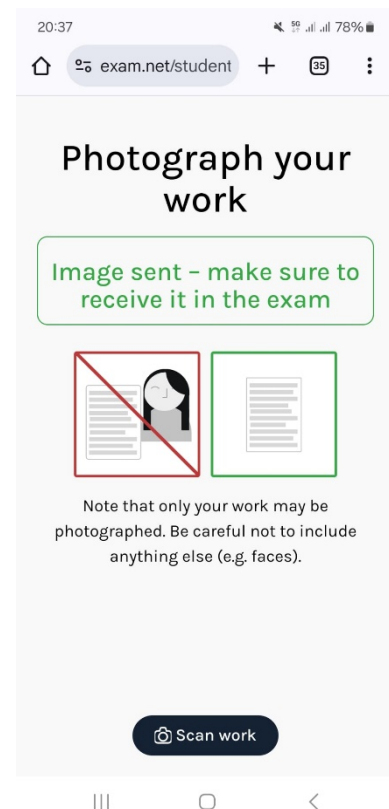 20:37
5G
78%
exam.net/student
35
Photograph your
work
Image sent – make sure to
receive it in the exam
Note that only your work may be
photographed. Be careful not to include
anything else (e.g. faces).
Scan work